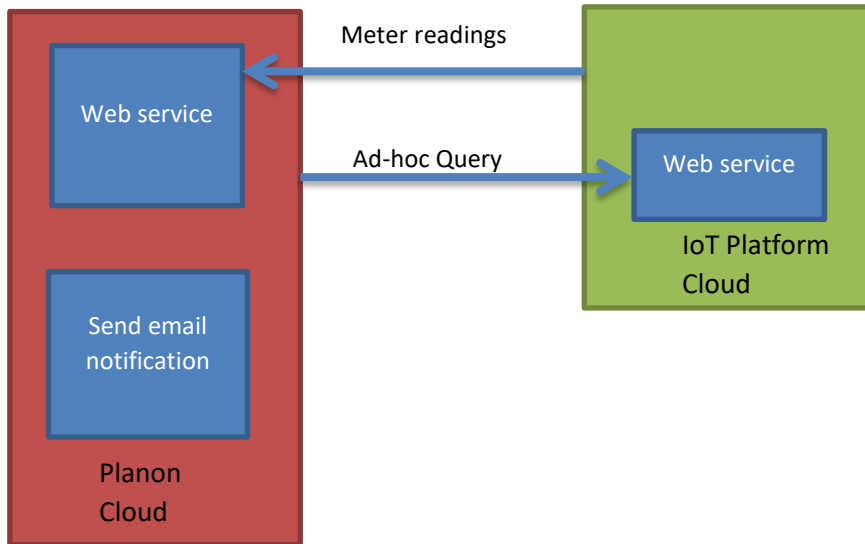 Meter readings
Web service
Ad-hoc Query
Web service
IoT Platform
Cloud
Send email
notification
Planon
Cloud